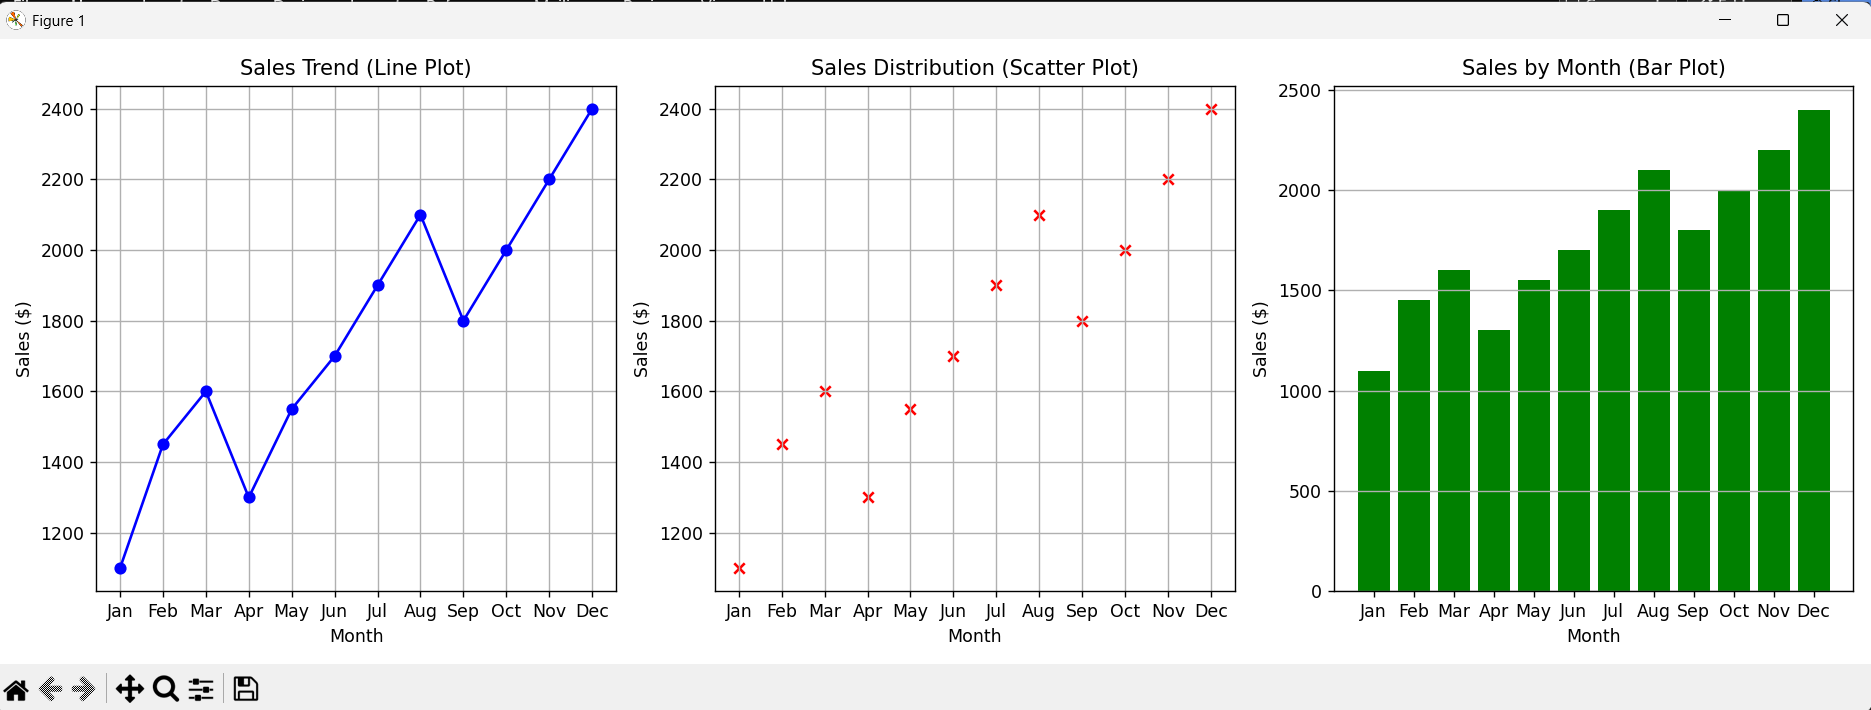 Figure 1
Sales Trend (Line Plot)
2400
2200
2000
1800
1600
1400
1200
Sales ($)
Jan Feb Mar Apr May Jun Jul Aug Sep Oct Nov Dec
Month
Sales Distribution (Scatter Plot)
2400
2200
2000
1800
1600
1400
1200
Sales ($)
Jan Feb Mar Apr May Jun Jul Aug Sep Oct Nov Dec
Month
Sales by Month (Bar Plot)
2500
2000
1500
1000
500
0
Sales ($)
Jan Feb Mar Apr May Jun Jul Aug Sep Oct Nov Dec
Month